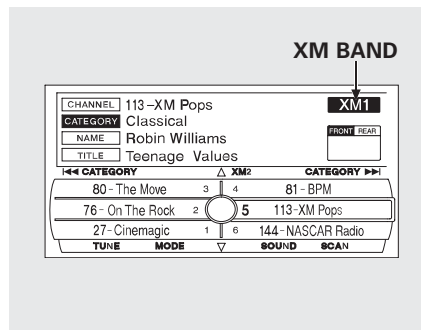 XM BAND
CHANNEL 113-XM Pops XM1
CATEGORY Classical
NAME Robin Williams FRONT REAR
TITLE Teenage Values
CATEGORY △ XM2 CATEGORY
80-The Move 3 4 81-BPM
76-On The Rock 2 5 113-XM Pops
27-Cinemagic 1 6 144-NASCAR Radio
TUNE MODE ▽ SOUND SCAN